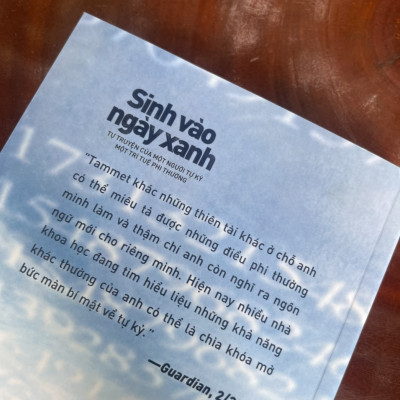 Sinh vào
ngày xanh
TỰ TRUYỆN CỦA MỘT NGƯỜI TỰ KỶ
MỘT TRÍ TUỆ PHI THƯỜNG
"Tammet khác những thiên tài khác ở chỗ anh
có thể miêu tả được những điều phi thường
mình làm và thậm chí anh còn nghĩ ra ngôn
ngữ mới cho riêng mình. Hiện nay nhiều nhà
khoa học đang tìm hiểu liệu những khả năng
khác thường của anh có thể là chìa khóa mở
bức màn bí mật về tự kỷ."
—Guardian, 2/2